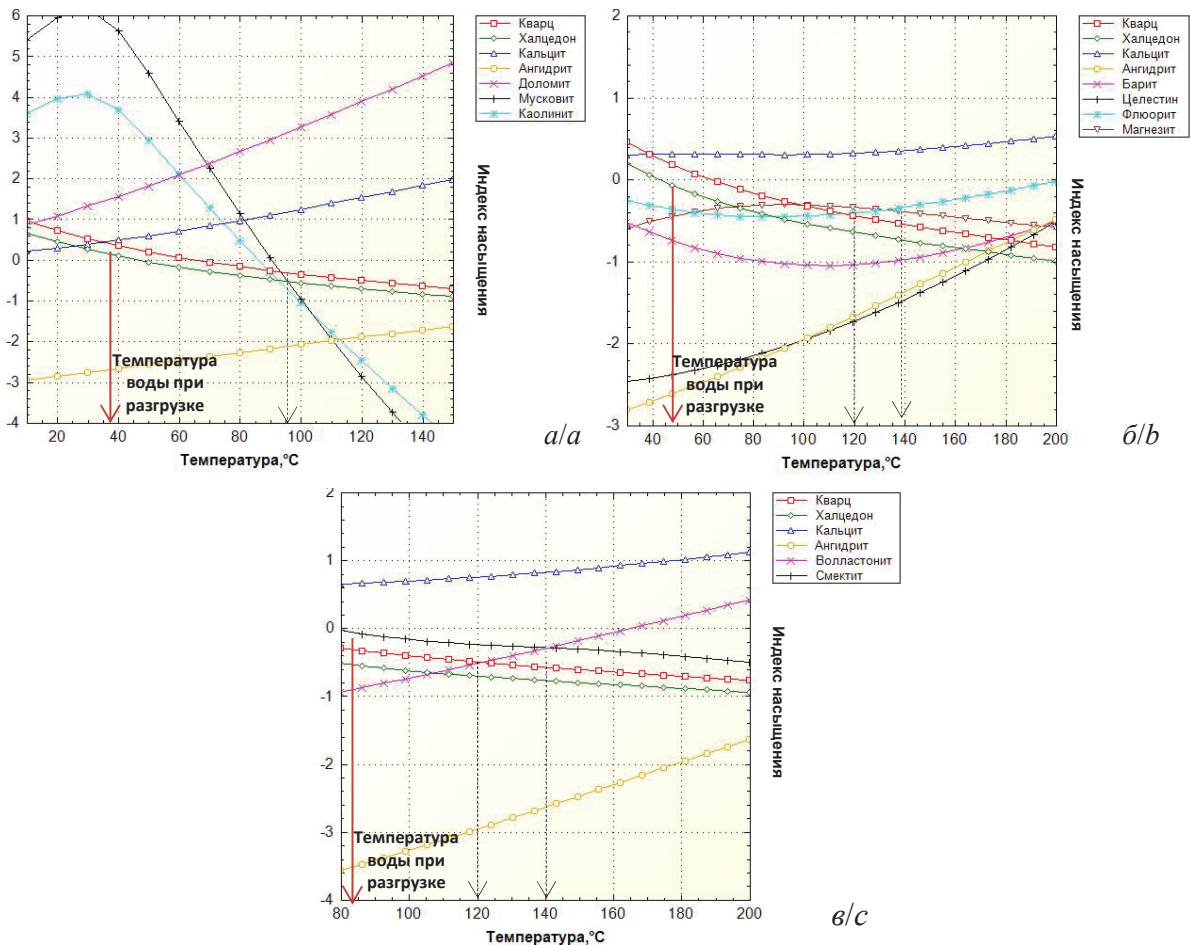 6
5
4
3
2
1
0
-1
-2
-3
-4
20
40
60
80
100
120
140
Температура,°C
Температура
воды при
разгрузке
Кварц
Халцедон
Кальцит
Ангидрит
Доломит
Мусковит
Каолинит
Индекс насыщения
а/a
2
1
0
-1
-2
-3
40
60
80
100
120
140
160
180
200
Температура,°C
Температура
воды при
разгрузке
Кварц
Халцедон
Кальцит
Ангидрит
Барит
Целестин
Флюорит
Магнезит
Индекс насыщения
б/b
2
1
0
-1
-2
-3
-4
80
100
120
140
160
180
200
Температура,°C
Температура
воды при
разгрузке
Кварц
Халцедон
Кальцит
Ангидрит
Волластонит
Смектит
Индекс насыщения
в/c